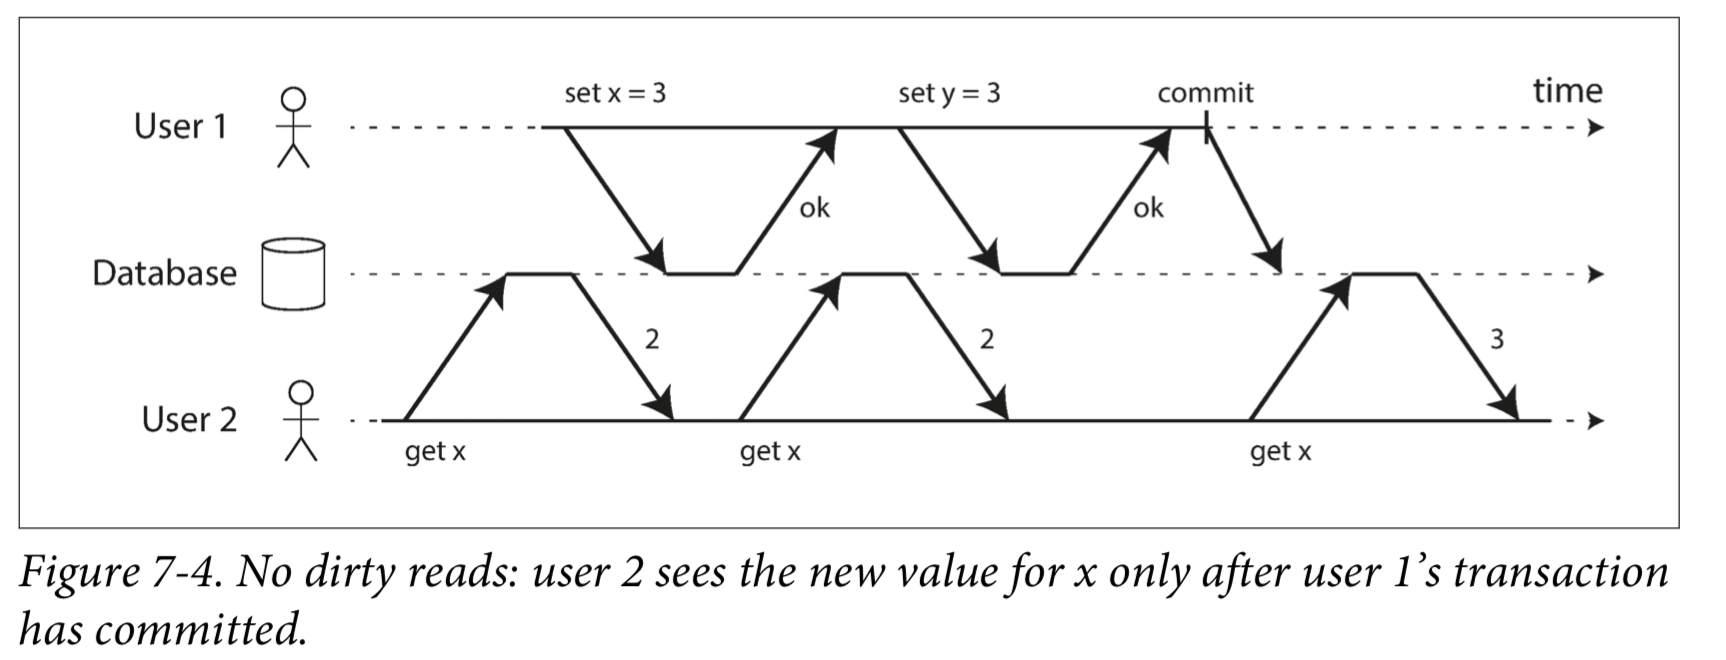 set x = 3
set y = 3
commit
time
User 1
ok
ok
Database
2
2
3
User 2
get x
get x
get x
Figure 7-4. No dirty reads: user 2 sees the new value for x only after user 1’s transaction
has committed.